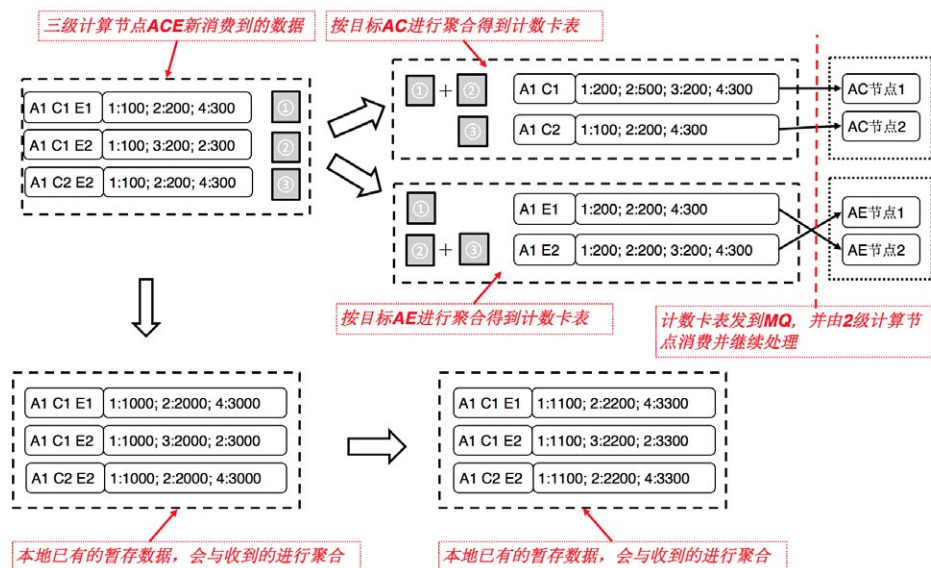 三级计算节点ACE新消费到的数据
按目标AC进行聚合得到计数卡表
A1 C1 E1 1:100; 2:200; 4:300 ①
A1 C1 E2 1:100; 3:200; 2:300 ②
A1 C2 E2 1:100; 2:200; 4:300 ③
① + ② A1 C1 1:200; 2:500; 3:200; 4:300 AC节点1
③ A1 C2 1:100; 2:200; 4:300 AC节点2
① A1 E1 1:200; 2:200; 4:300 AE节点1
② + ③ A1 E2 1:200; 2:200; 3:200; 4:300 AE节点2
按目标AE进行聚合得到计数卡表
计数卡表发到MQ，并由2级计算节
点消费并继续处理
A1 C1 E1 1:1000; 2:2000; 4:3000
A1 C1 E2 1:1000; 3:2000; 2:3000
A1 C2 E2 1:1000; 2:2000; 4:3000
A1 C1 E1 1:1100; 2:2200; 4:3300
A1 C1 E2 1:1100; 3:2200; 2:3300
A1 C2 E2 1:1100; 2:2200; 4:3300
本地已有的暂存数据，会与收到的进行聚合
本地已有的暂存数据，会与收到的进行聚合